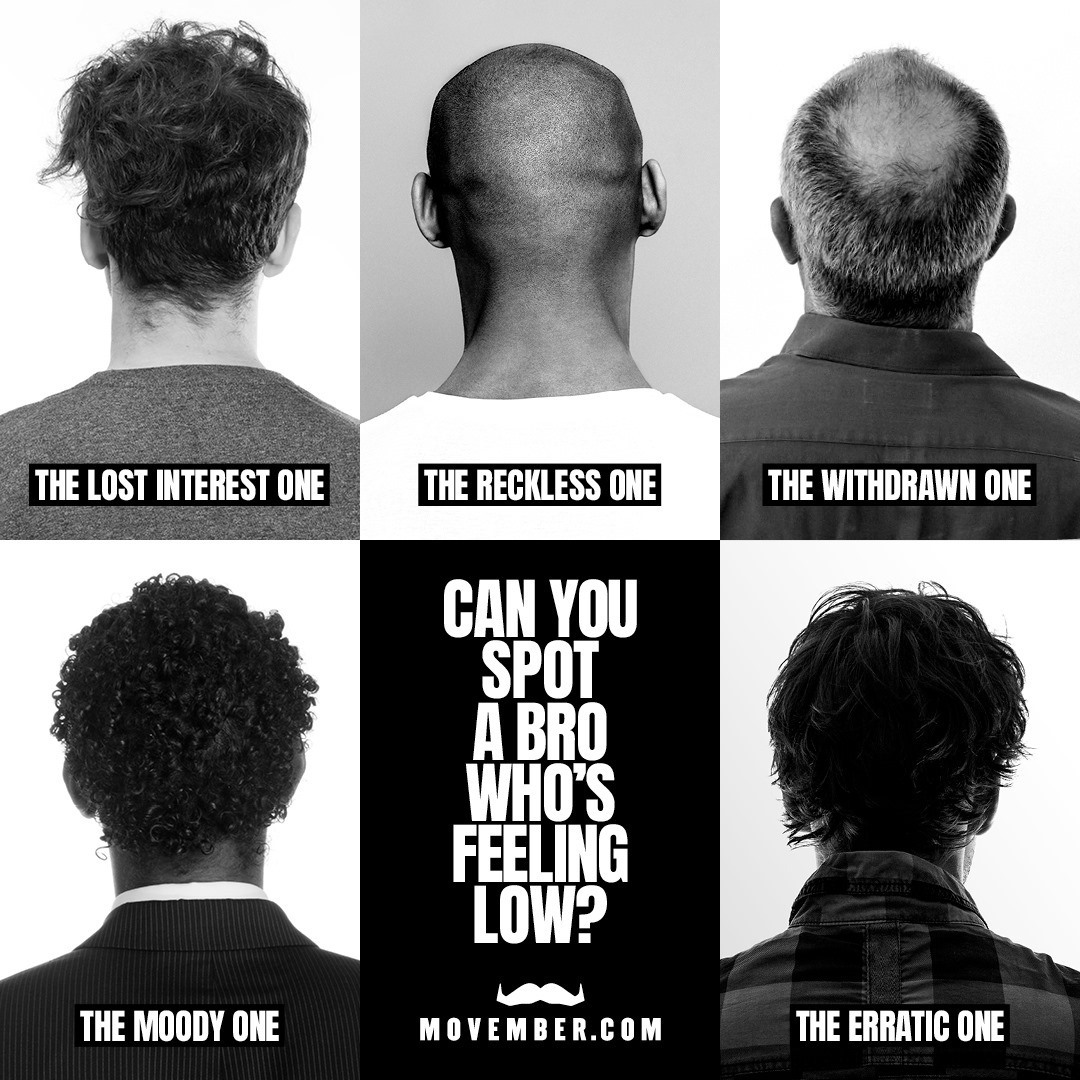 THE LOST INTEREST ONE
THE RECKLESS ONE
THE WITHDRAWN ONE
THE MOODY ONE
CAN YOU
SPOT
A BRO
WHO'S
FEELING
LOW?
MOVEMBER.COM
THE ERRATIC ONE